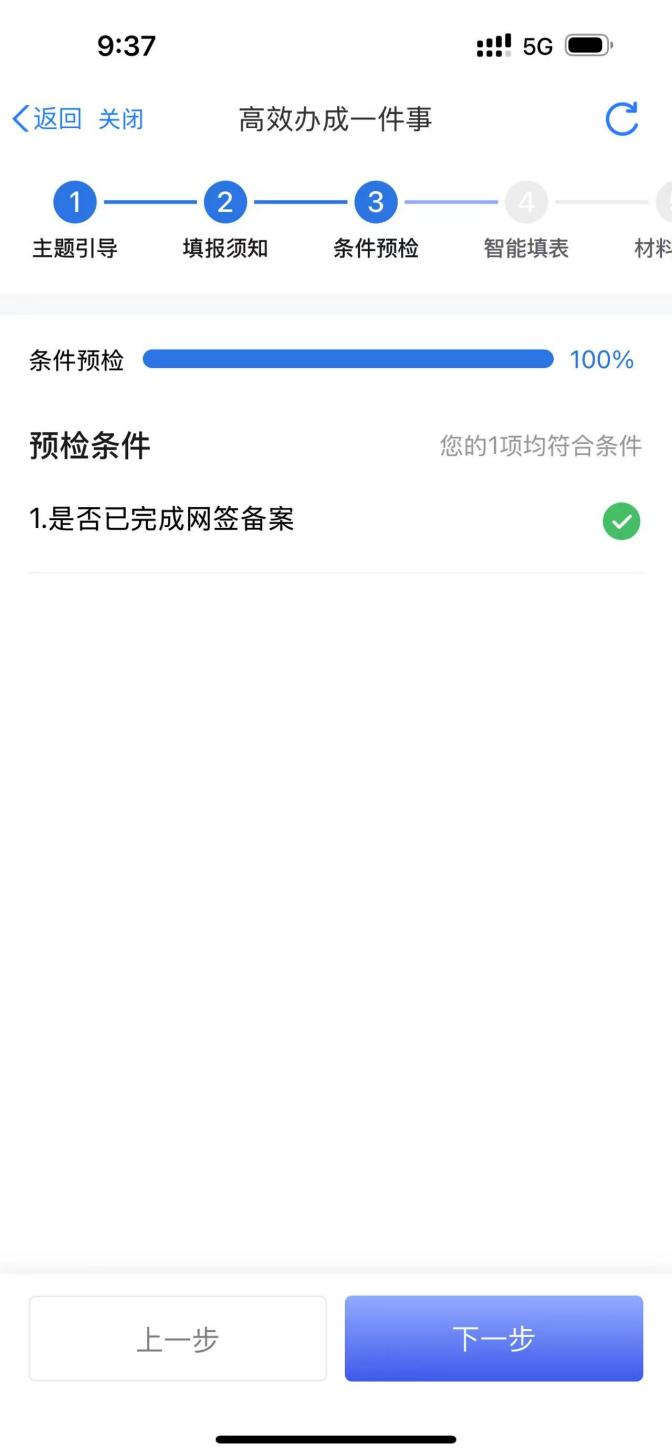 9:37 5G
返回 关闭 高效办成一件事
1 2 3 4
主题引导 填报须知 条件预检 智能填表 材料
条件预检 100%
预检条件 您的1项均符合条件
1.是否已完成网签备案
上一步 下一步